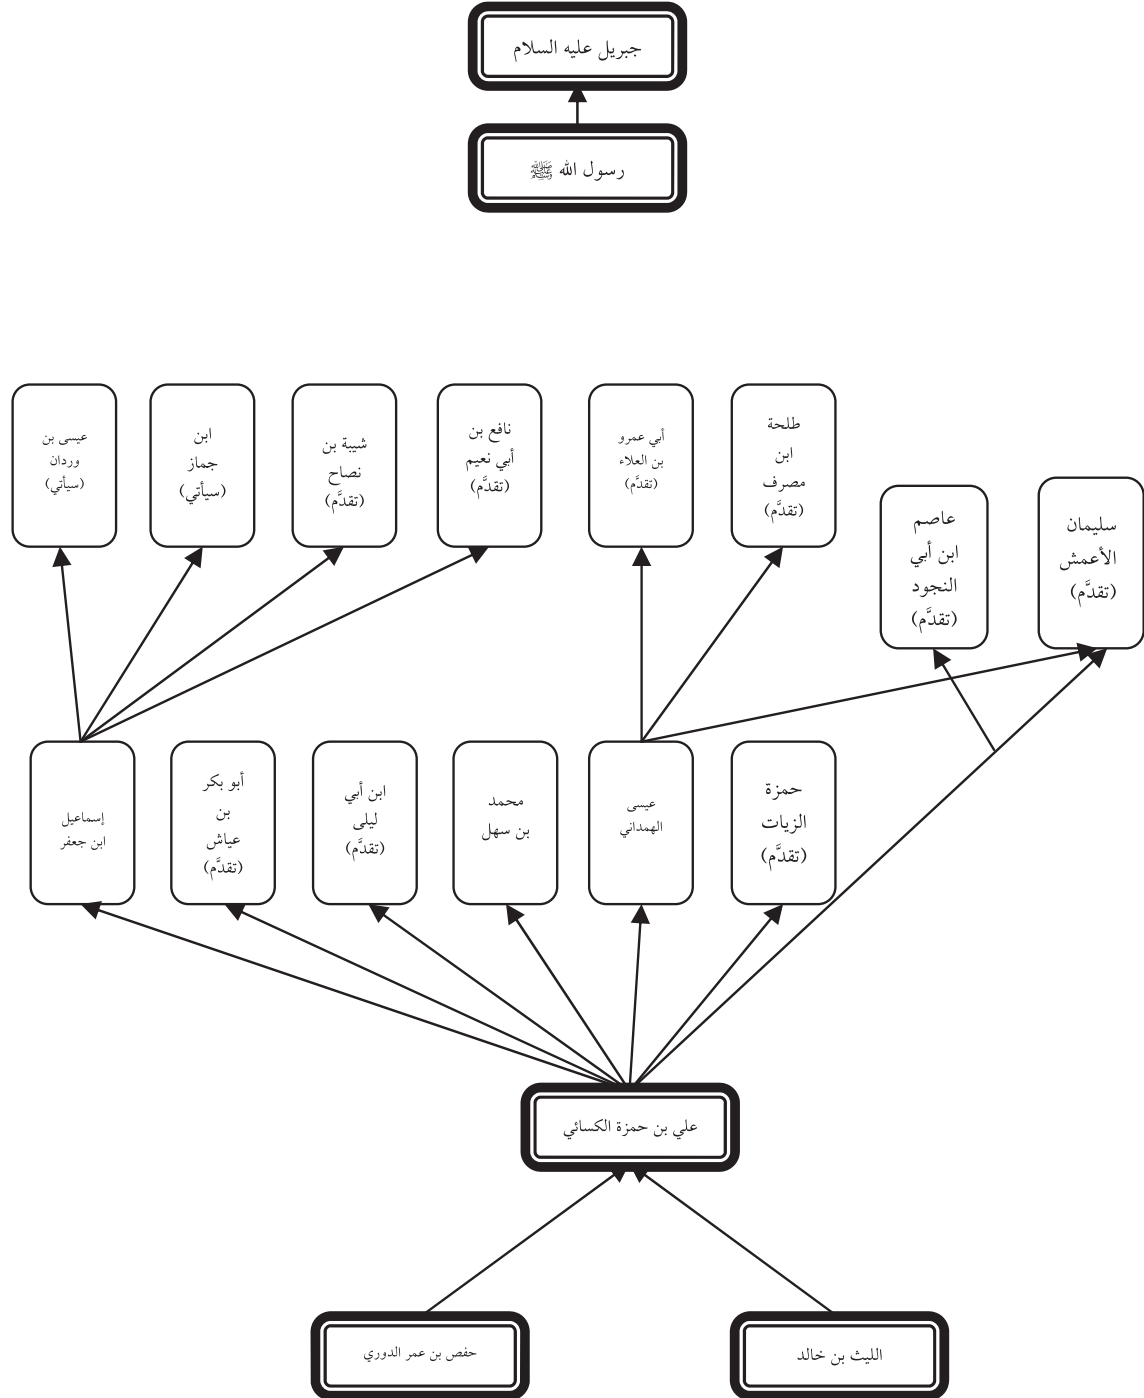 جبريل عليه السلام
رسول الله ﷺ
طلحة
ابن
مصرف
(تقدَّم)
أبي عمرو
بن العلاء
(تقدَّم)
نافع بن
أبي نعيم
(تقدَّم)
شيبة بن
نصاح
(تقدَّم)
ابن
جماز
(سيأتي)
عيسى بن
وردان
(سيأتي)
سليمان
الأعمش
(تقدَّم)
عاصم
ابن أبي
النجود
(تقدَّم)
حمزة
الزيات
(تقدَّم)
عيسى
الهمداني
محمد
بن سهل
ابن أبي
ليلى
(تقدَّم)
أبو بكر
بن
عياش
(تقدَّم)
إسماعيل
ابن جعفر
علي بن حمزة الكسائي
الليث بن خالد
حفص بن عمر الدوري